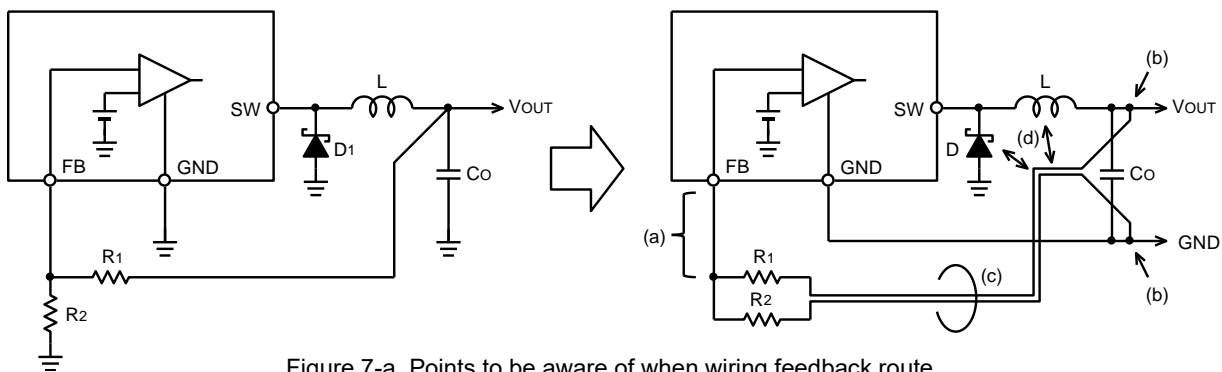 SW
L
VOUT
D1
FB
GND
CO
R1
R2
(b)
L
SW
VOUT
(d)
D
FB
GND
CO
(a)
GND
R1
(c)
R2
(b)
Figure 7-a. Points to be aware of when wiring feedback route